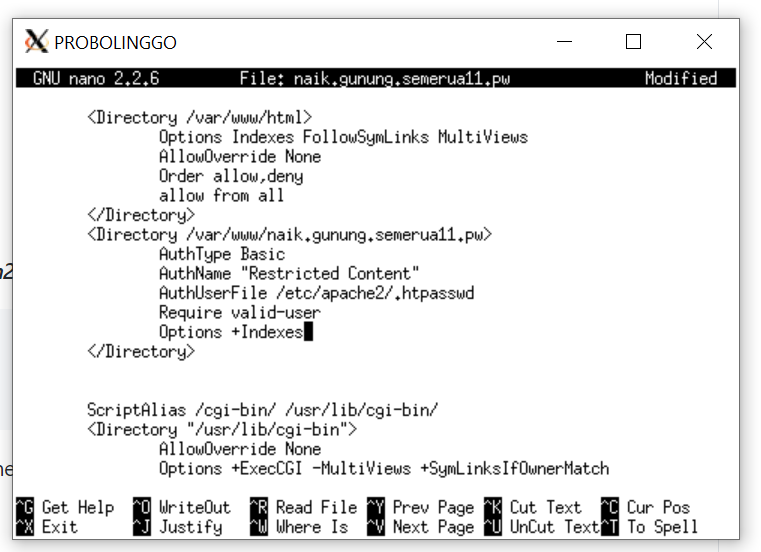 PROBOLINGGO
GNU nano 2.2.6 File: naik.gunung.semerua11.pw Modified
<Directory /var/www/html>
Options Indexes FollowSymLinks MultiViews
AllowOverride None
Order allow,deny
allow from all
</Directory>
<Directory /var/www/naik.gunung.semerua11.pw>
AuthType Basic
AuthName "Restricted Content"
AuthUserFile /etc/apache2/.htpasswd
Require valid-user
Options +Indexes
</Directory>
ScriptAlias /cgi-bin/ /usr/lib/cgi-bin/
<Directory "/usr/lib/cgi-bin">
AllowOverride None
Options +ExecCGI -MultiViews +SymLinksIfOwnerMatch
^G Get Help ^O WriteOut ^R Read File ^Y Prev Page ^K Cut Text ^C Cur Pos
^X Exit ^J Justify ^W Where Is ^V Next Page ^U UnCut Text ^T To Spell